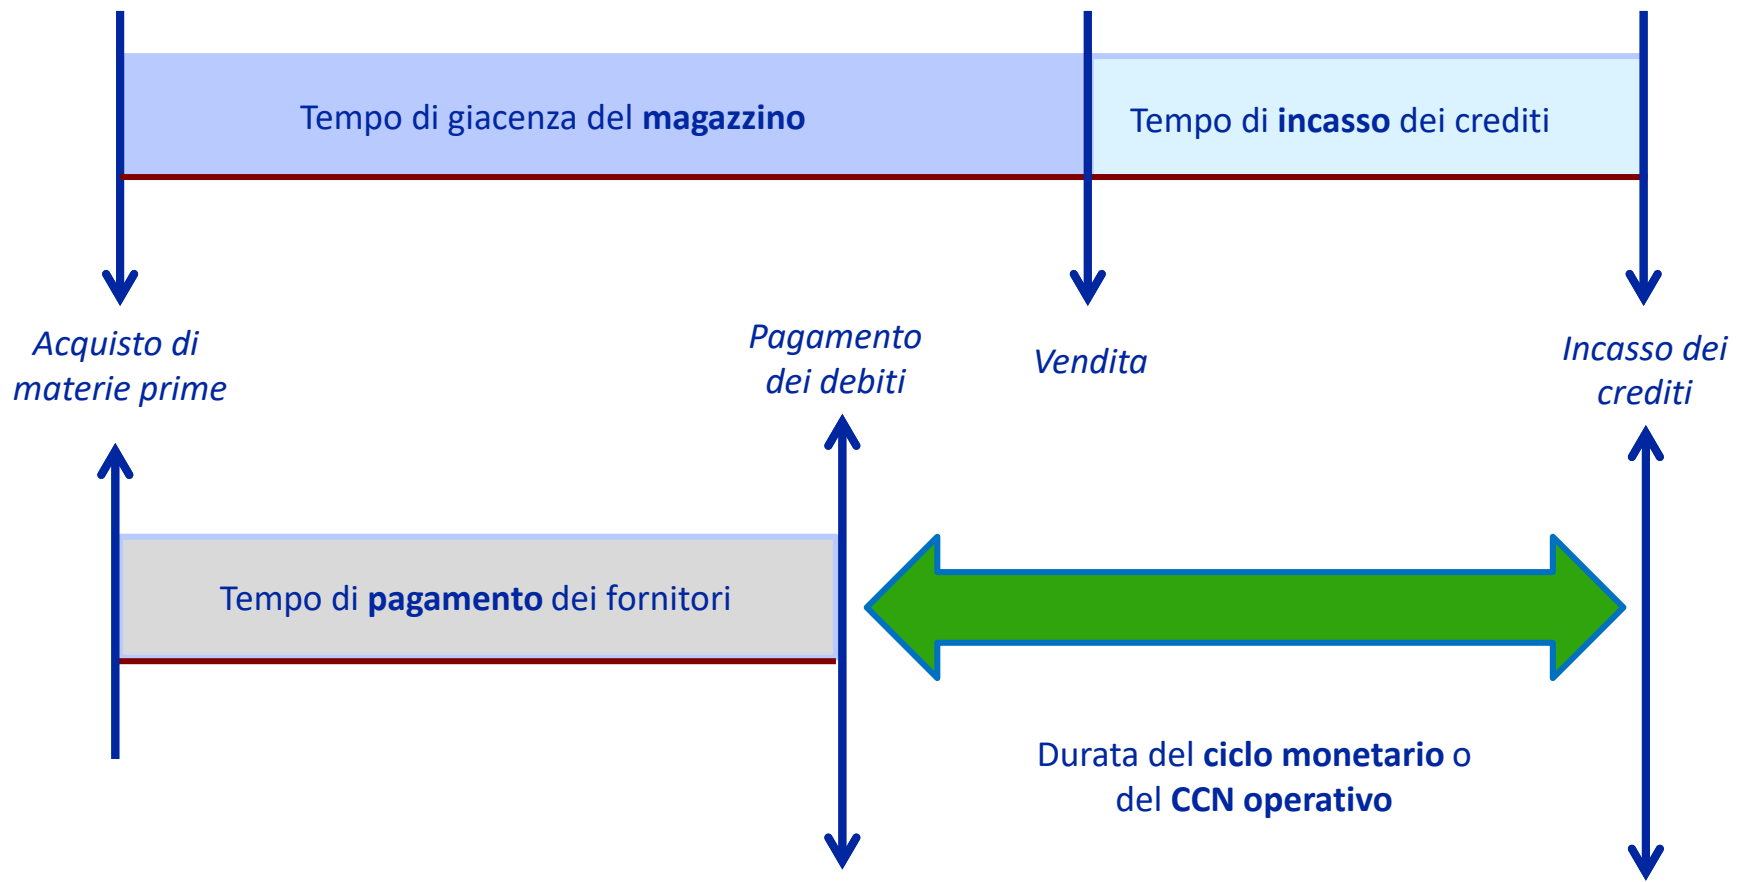 Tempo di giacenza del magazzino
Tempo di incasso dei crediti
Acquisto di
materie prime
Pagamento
dei debiti
Vendita
Incasso dei
crediti
Tempo di pagamento dei fornitori
Durata del ciclo monetario o
del CCN operativo